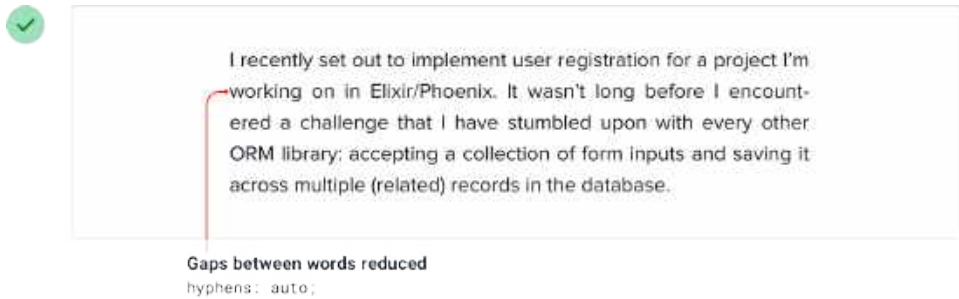 I recently set out to implement user registration for a project I'm
working on in Elixir/Phoenix. It wasn't long before I encount-
ered a challenge that I have stumbled upon with every other
ORM library: accepting a collection of form inputs and saving it
across multiple (related) records in the database.
Gaps between words reduced
hyphens: auto;